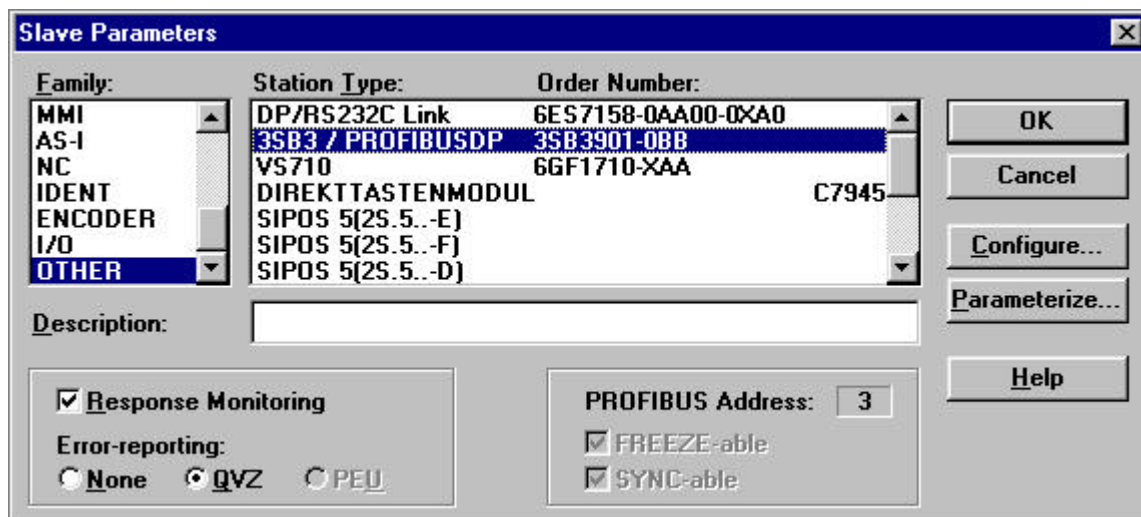 Slave Parameters
Family: Station Type: Order Number:
MMI
AS-I
NC
IDENT
ENCODER
I/O
OTHER
DP/RS232C Link 6ES7158-0AA00-0XA0
3SB3 / PROFIBUSDP 3SB3901-0BB
VS710 6GF1710-XAA
DIREKTTASTENMODUL C7945
SIPOS 5(2S.5..-E)
SIPOS 5(2S.5..-F)
SIPOS 5(2S.5..-D)
OK
Cancel
Configure...
Parameterize...
Help
Description:
Response Monitoring
Error-reporting:
None QVZ PEU
PROFIBUS Address: 3
FREEZE-able
SYNC-able